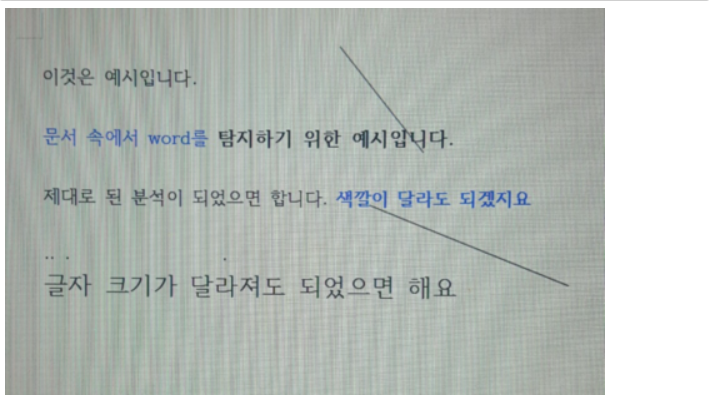 이것은 예시입니다.
문서 속에서 word를 탐지하기 위한 예시입니다.
제대로 된 분석이 되었으면 합니다. 색깔이 달라도 되겠지요
.. . .
글자 크기가 달라져도 되었으면 해요